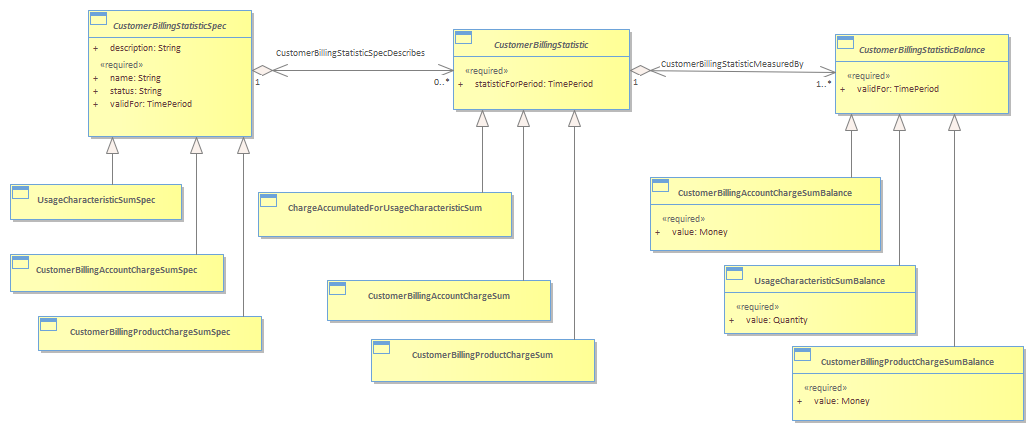 CustomerBillingStatisticSpec
+ description: String
«required»
+ name: String
+ status: String
+ validFor: TimePeriod
CustomerBillingStatisticSpecDescribes
1
0..*
CustomerBillingStatistic
«required»
+ statisticForPeriod: TimePeriod
CustomerBillingStatisticMeasuredBy
1
1..*
CustomerBillingStatisticBalance
«required»
+ validFor: TimePeriod
UsageCharacteristicSumSpec
CustomerBillingAccountChargeSumSpec
CustomerBillingProductChargeSumSpec
ChargeAccumulatedForUsageCharacteristicSum
CustomerBillingAccountChargeSum
CustomerBillingProductChargeSum
CustomerBillingAccountChargeSumBalance
«required»
+ value: Money
UsageCharacteristicSumBalance
«required»
+ value: Quantity
CustomerBillingProductChargeSumBalance
«required»
+ value: Money